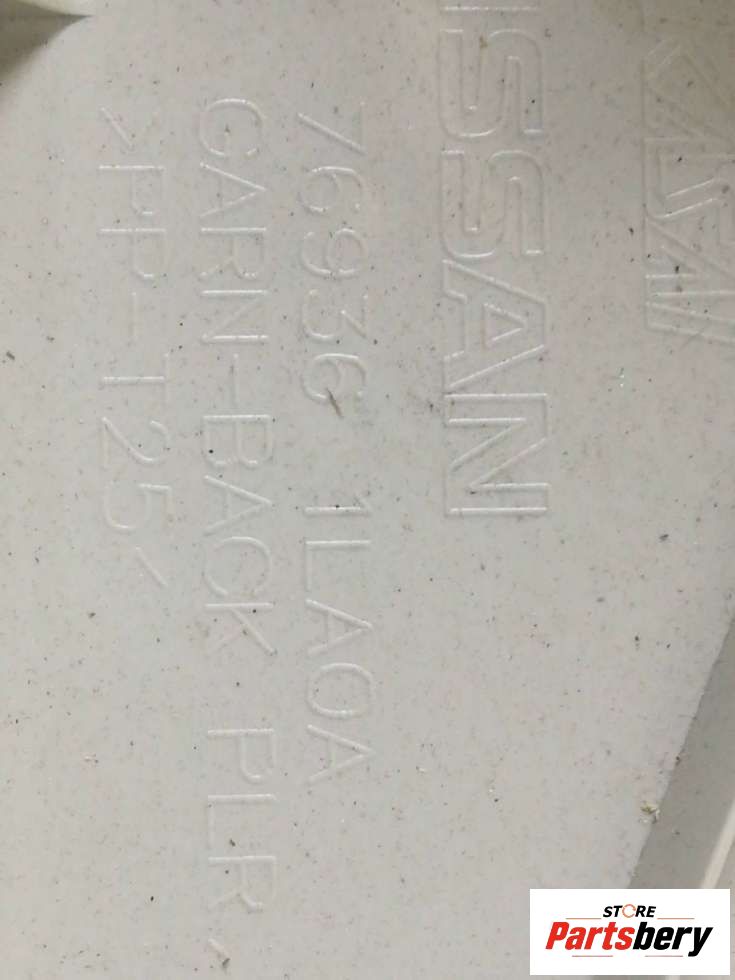 NISSAN
76936 1LA0A
GARN-BACK PLR,
>PP-T25<
STORE
Partsbery